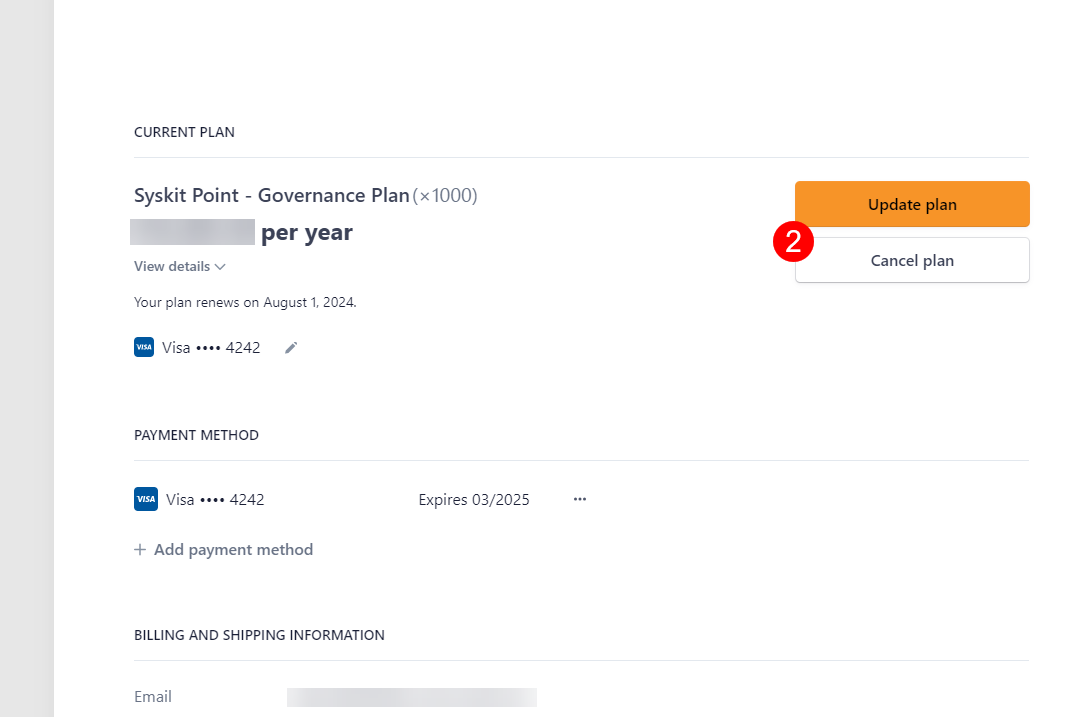 CURRENT PLAN
Syskit Point - Governance Plan (×1000)
per year
Update plan
2
Cancel plan
View details
Your plan renews on August 1, 2024.
VISA Visa •••• 4242
PAYMENT METHOD
VISA Visa •••• 4242 Expires 03/2025 •••
+ Add payment method
BILLING AND SHIPPING INFORMATION
Email